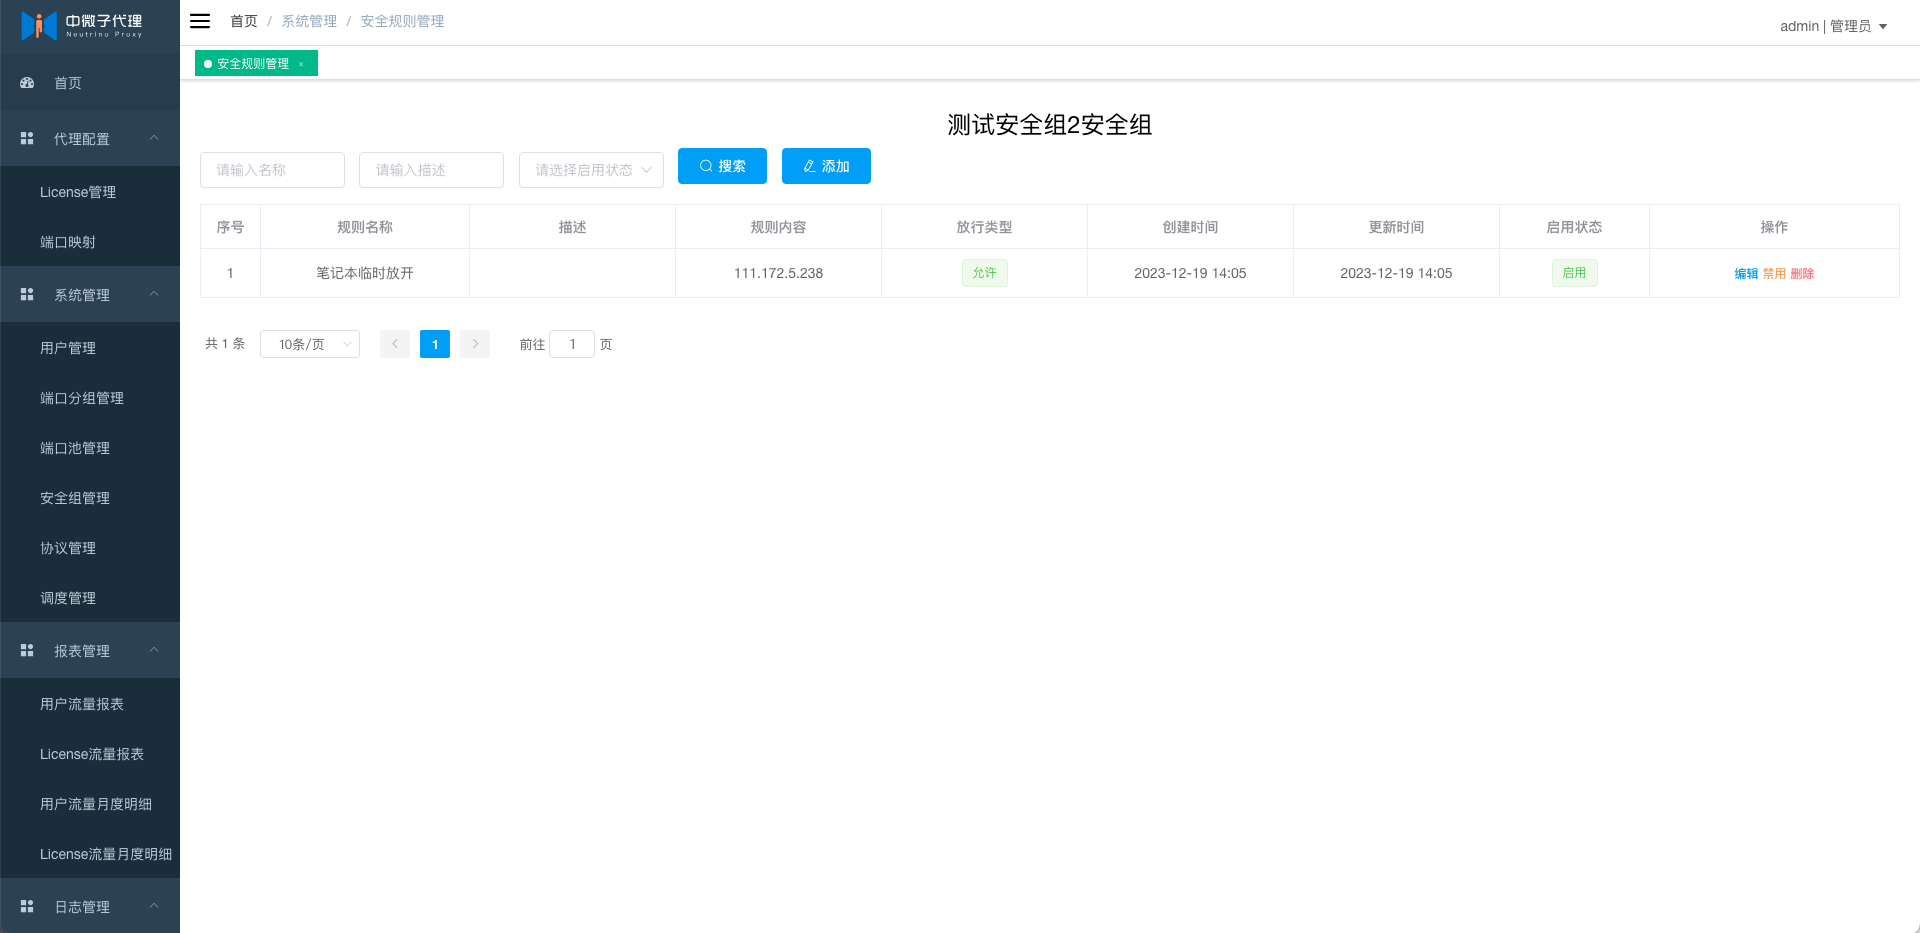 中微子代理
Neutrino Proxy
首页 / 系统管理 / 安全规则管理
admin | 管理员
安全规则管理 ×
首页
代理配置
License管理
端口映射
系统管理
用户管理
端口分组管理
端口池管理
安全组管理
协议管理
调度管理
报表管理
用户流量报表
License流量报表
用户流量月度明细
License流量月度明细
日志管理
测试安全组2安全组
请输入名称 请输入描述 请选择启用状态 搜索 添加
序号 规则名称 描述 规则内容 放行类型 创建时间 更新时间 启用状态 操作
1 笔记本临时放开 111.172.5.238 允许 2023-12-19 14:05 2023-12-19 14:05 启用 编辑 禁用 删除
共 1 条 10条/页 1 前往 1 页